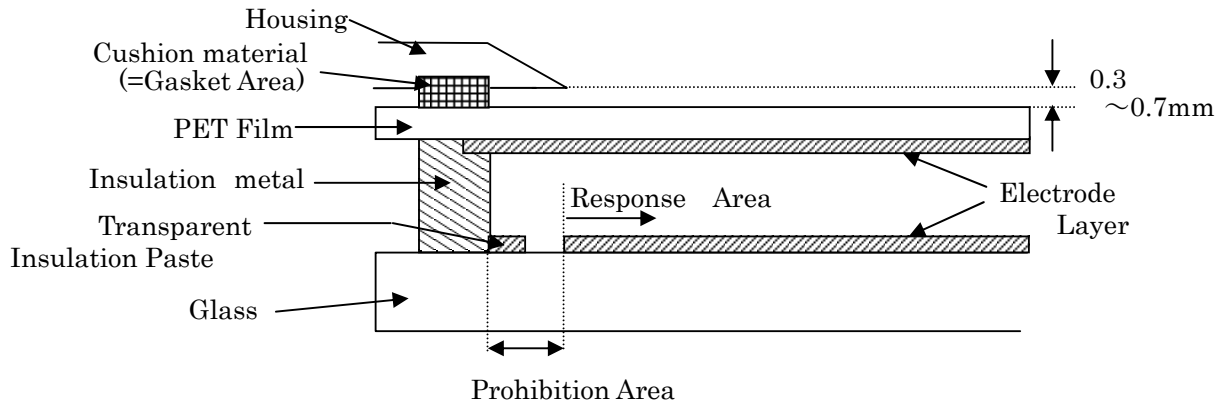 Housing
Cushion material
(=Gasket Area)
0.3
～0.7mm
PET Film
Insulation metal
Response Area
Electrode
Layer
Transparent
Insulation Paste
Glass
Prohibition Area